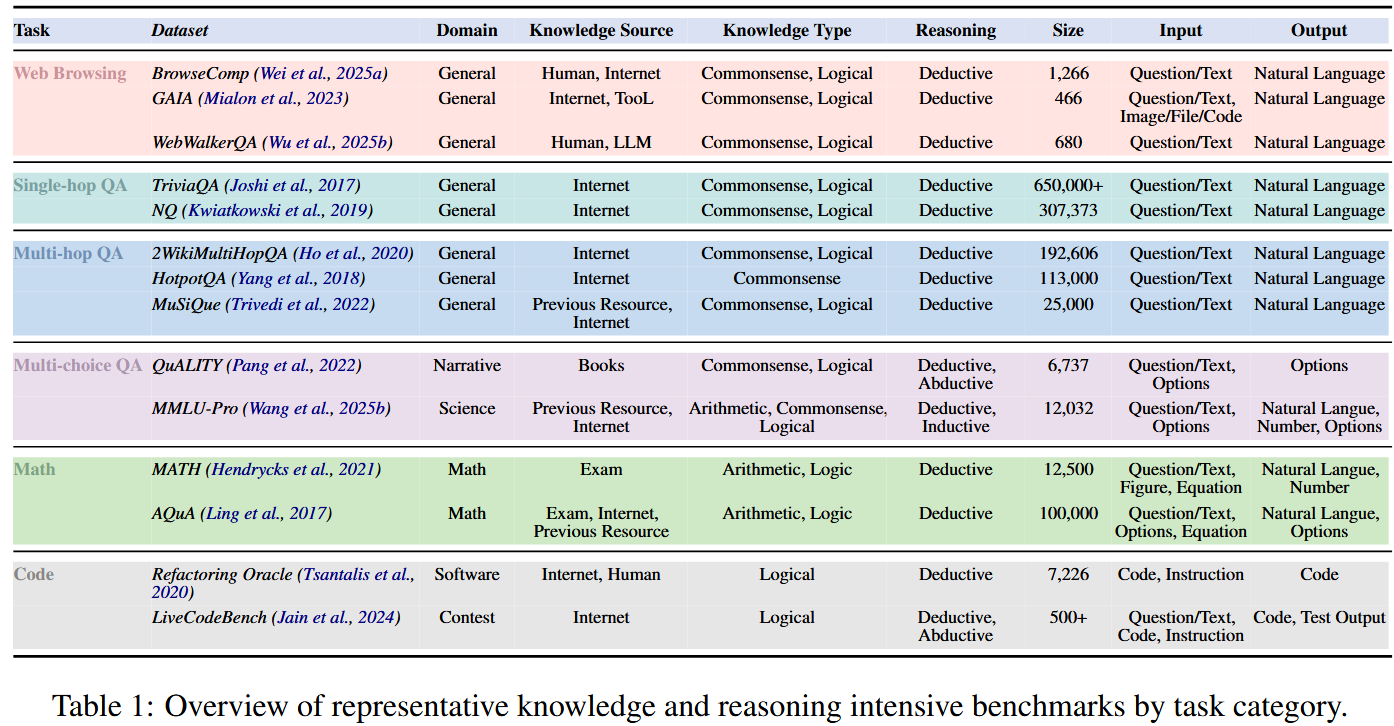 Task Dataset Domain Knowledge Source Knowledge Type Reasoning Size Input Output
Web Browsing BrowseComp (Wei et al., 2025a) General Human, Internet Commonsense, Logical Deductive 1,266 Question/Text Natural Language
GAIA (Mialon et al., 2023) General Internet, TooL Commonsense, Logical Deductive 466 Question/Text, Natural Language
Image/File/Code
WebWalkerQA (Wu et al., 2025b) General Human, LLM Commonsense, Logical Deductive 680 Question/Text Natural Language
Single-hop QA TriviaQA (Joshi et al., 2017) General Internet Commonsense, Logical Deductive 650,000+ Question/Text Natural Language
NQ (Kwiatkowski et al., 2019) General Internet Commonsense, Logical Deductive 307,373 Question/Text Natural Language
Multi-hop QA 2WikiMultiHopQA (Ho et al., 2020) General Internet Commonsense, Logical Deductive 192,606 Question/Text Natural Language
HotpotQA (Yang et al., 2018) General Internet Commonsense Deductive 113,000 Question/Text Natural Language
MuSiQue (Trivedi et al., 2022) General Previous Resource, Commonsense, Logical Deductive 25,000 Question/Text Natural Language
Internet
Multi-choice QA QuALITY (Pang et al., 2022) Narrative Books Commonsense, Logical Deductive, 6,737 Question/Text, Options
Abductive Options
MMLU-Pro (Wang et al., 2025b) Science Previous Resource, Arithmetic, Commonsense, Deductive, 12,032 Question/Text, Natural Langue,
Internet Logical Inductive Options Number, Options
Math MATH (Hendrycks et al., 2021) Math Exam Arithmetic, Logic Deductive 12,500 Question/Text, Natural Langue,
Figure, Equation Number
AQuA (Ling et al., 2017) Math Exam, Internet, Arithmetic, Logic Deductive 100,000 Question/Text, Natural Langue,
Previous Resource Options, Equation Options
Code Refactoring Oracle (Tsantalis et al., Software Internet, Human Logical Deductive 7,226 Code, Instruction Code
2020)
LiveCodeBench (Jain et al., 2024) Contest Internet Logical Deductive, 500+ Question/Text, Code, Test Output
Abductive Code, Instruction
Table 1: Overview of representative knowledge and reasoning intensive benchmarks by task category.